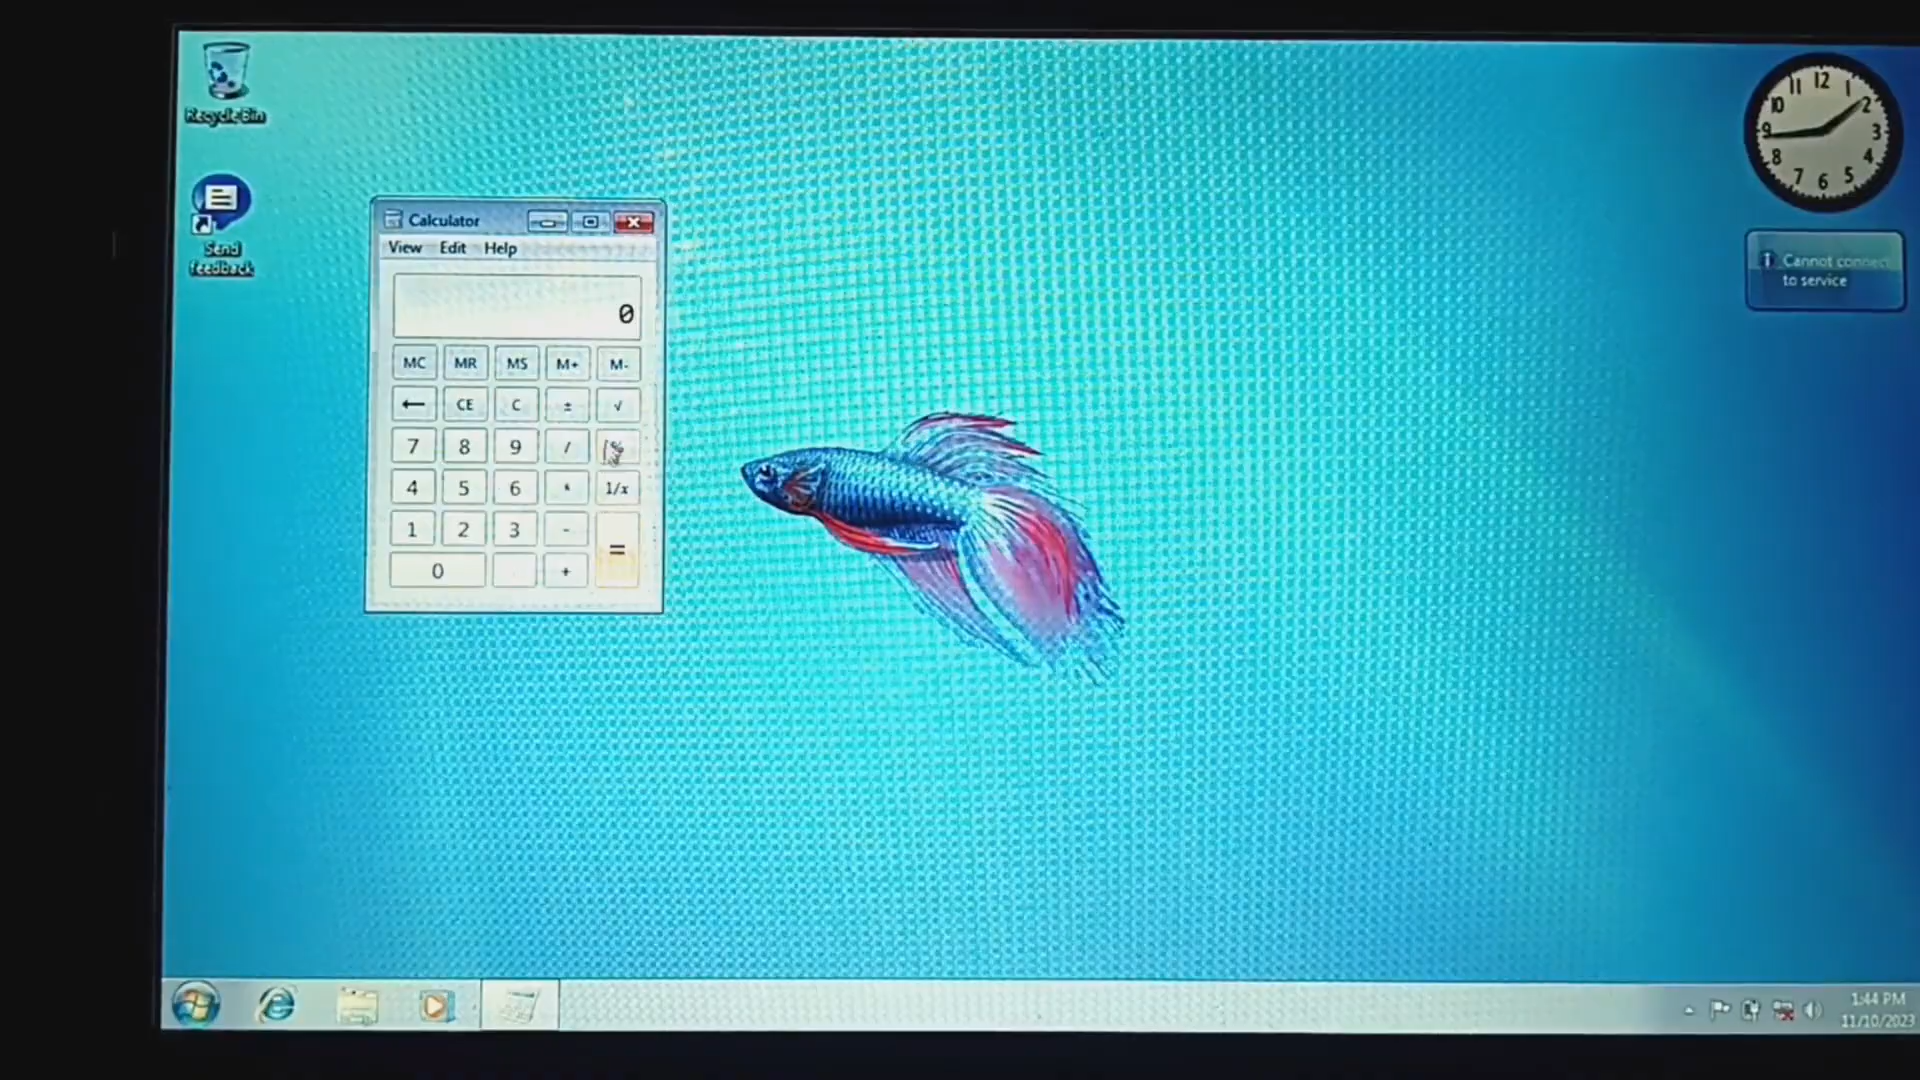 Recycle Bin
Send
feedback
Calculator
View Edit Help
0
MC MR MS M+ M-
← CE C ± √
7 8 9 / %
4 5 6 * 1/x
1 2 3 - =
0 +
12
11 1
10 2
9 3
8 4
7 5
6
Cannot connect
to service
1:44 PM
11/10/2023